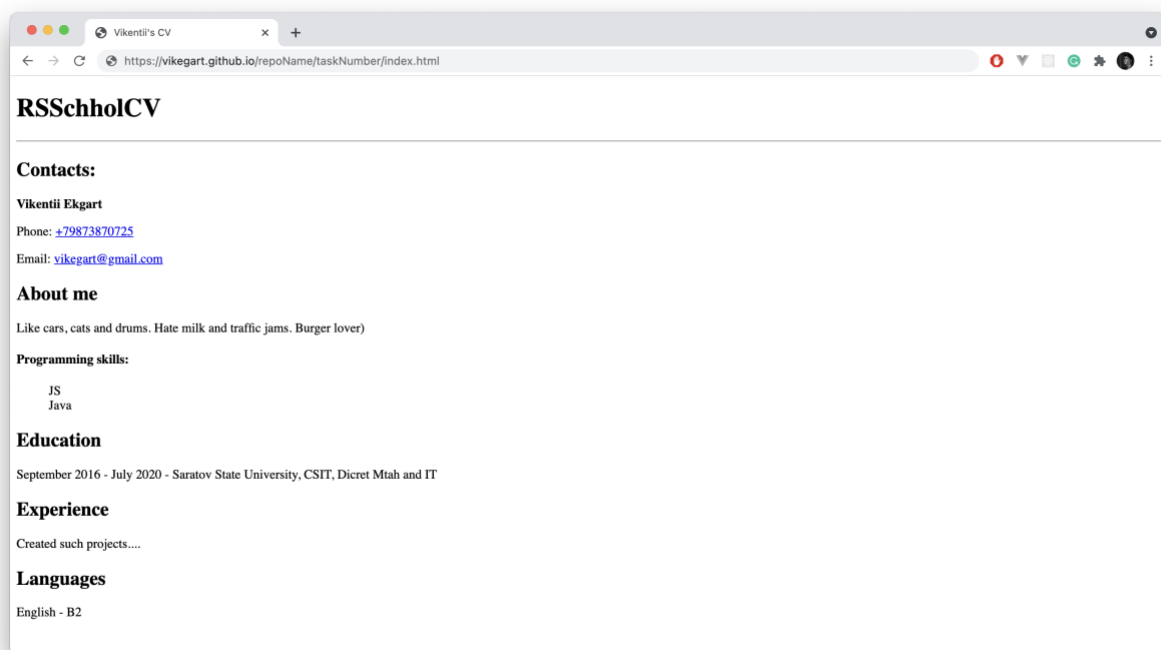 Vikentii's CV
https://vikegart.github.io/repoName/taskNumber/index.html
RSSchholCV
Contacts:
Vikentii Ekgart
Phone: +79873870725
Email: vikegart@gmail.com
About me
Like cars, cats and drums. Hate milk and traffic jams. Burger lover)
Programming skills:
JS
Java
Education
September 2016 - July 2020 - Saratov State University, CSIT, Dicret Mtah and IT
Experience
Created such projects....
Languages
English - B2